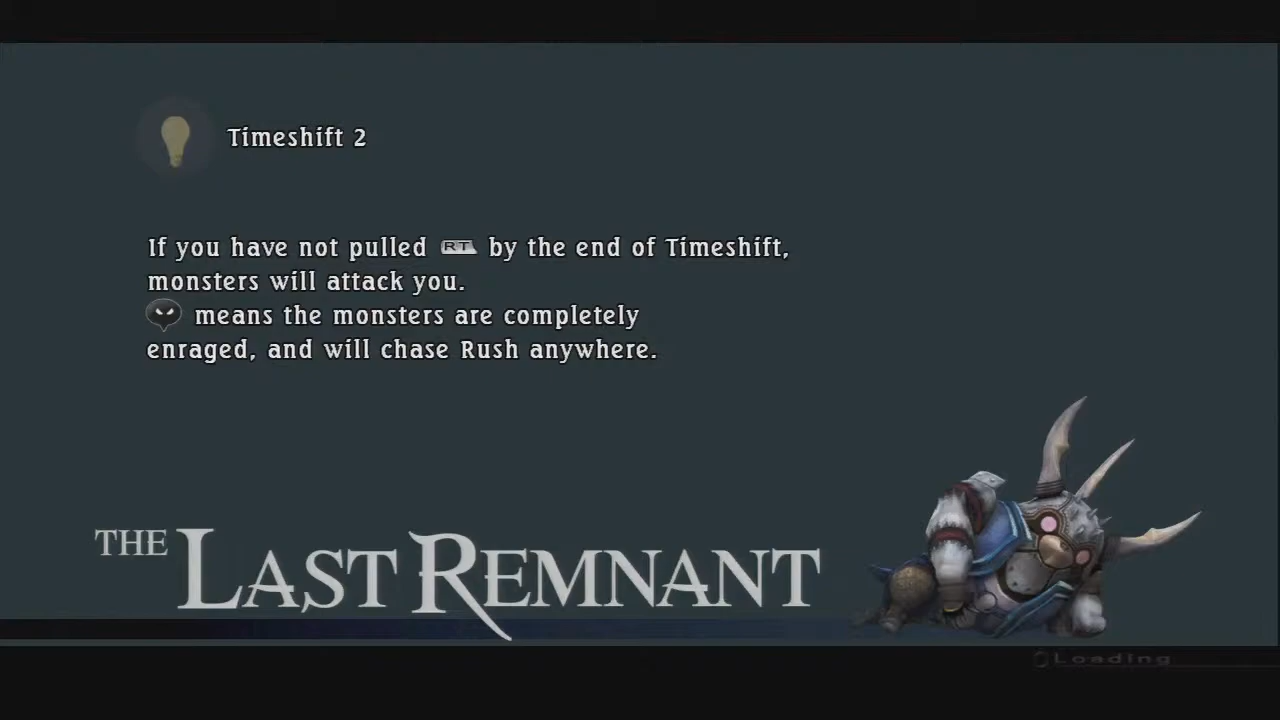 Timeshift 2
If you have not pulled RT by the end of Timeshift,
monsters will attack you.
means the monsters are completely
enraged, and will chase Rush anywhere.
THE LAST REMNANT
Loading